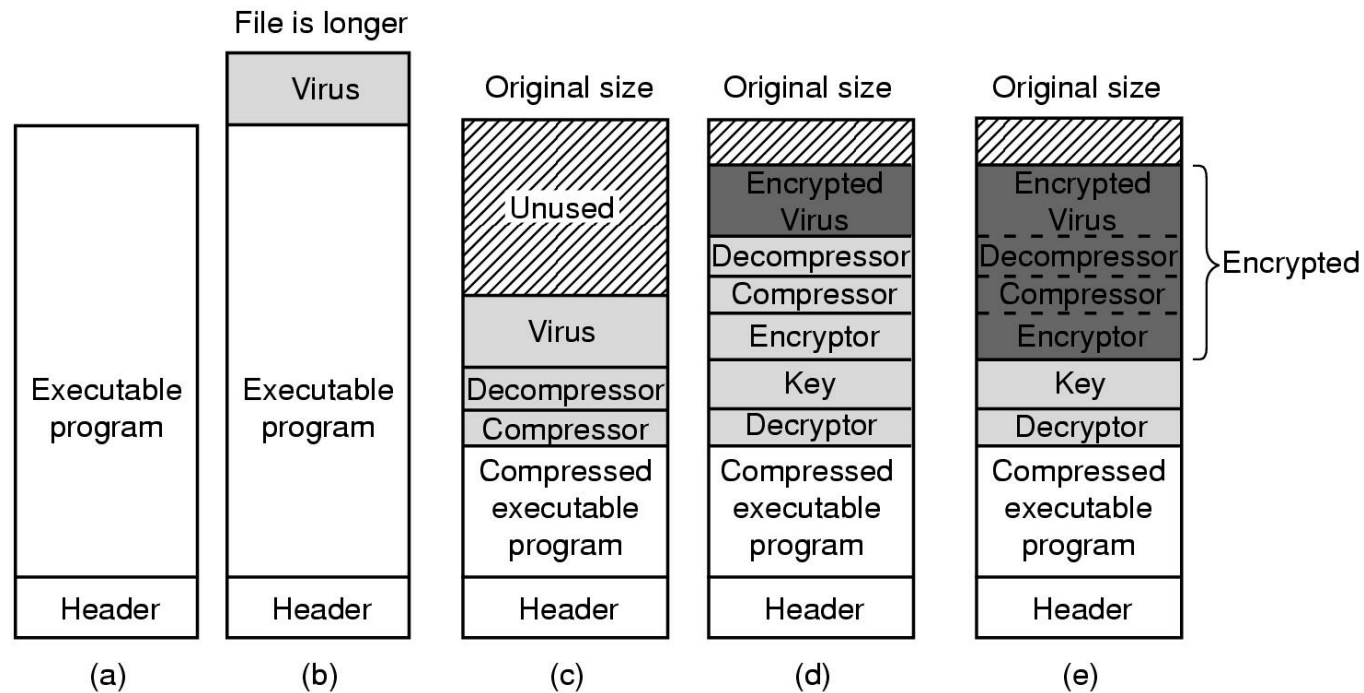 File is longer
Virus
Executable
program
Header
(a)
Executable
program
Header
(b)
Original size
Unused
Virus
Decompressor
Compressor
Compressed
executable
program
Header
(c)
Original size
Encrypted
Virus
Decompressor
Compressor
Encryptor
Key
Decryptor
Compressed
executable
program
Header
(d)
Original size
Encrypted
Virus
Decompressor
Compressor
Encryptor
Key
Decryptor
Compressed
executable
program
Header
(e)
Encrypted